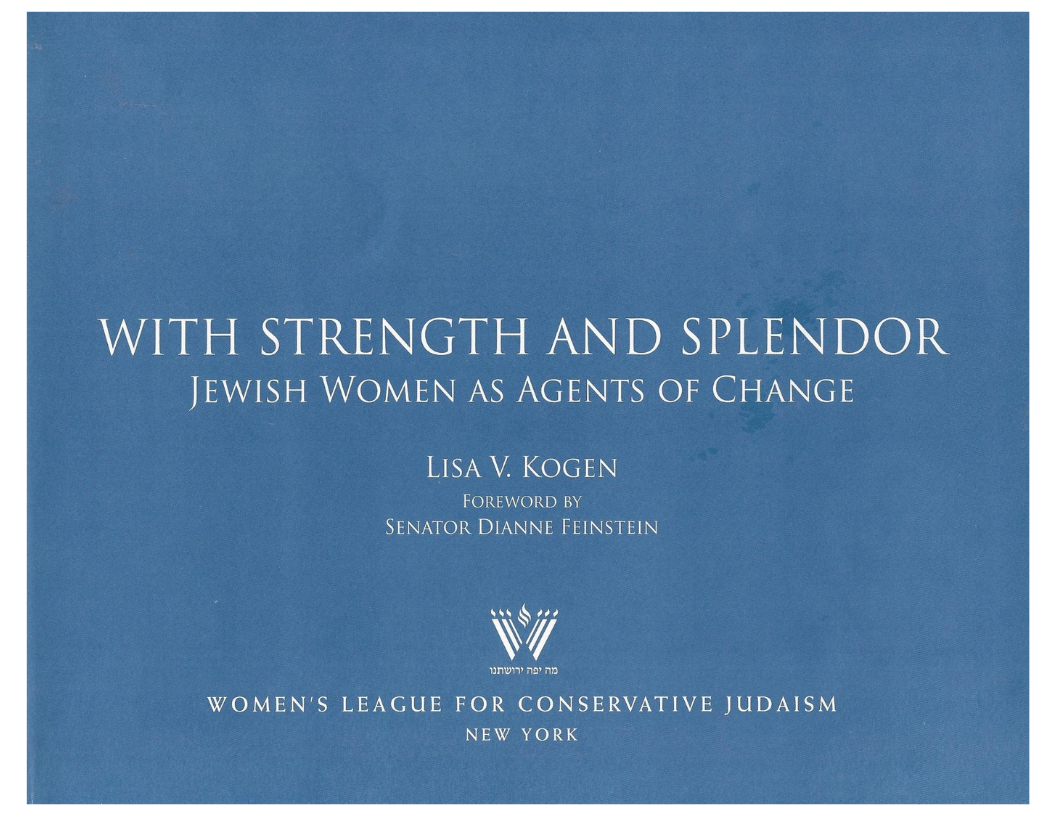 WITH STRENGTH AND SPLENDOR
JEWISH WOMEN AS AGENTS OF CHANGE
LISA V. KOGEN
FOREWORD BY
SENATOR DIANNE FEINSTEIN
מה יפה ירושתנו
WOMEN'S LEAGUE FOR CONSERVATIVE JUDAISM
NEW YORK